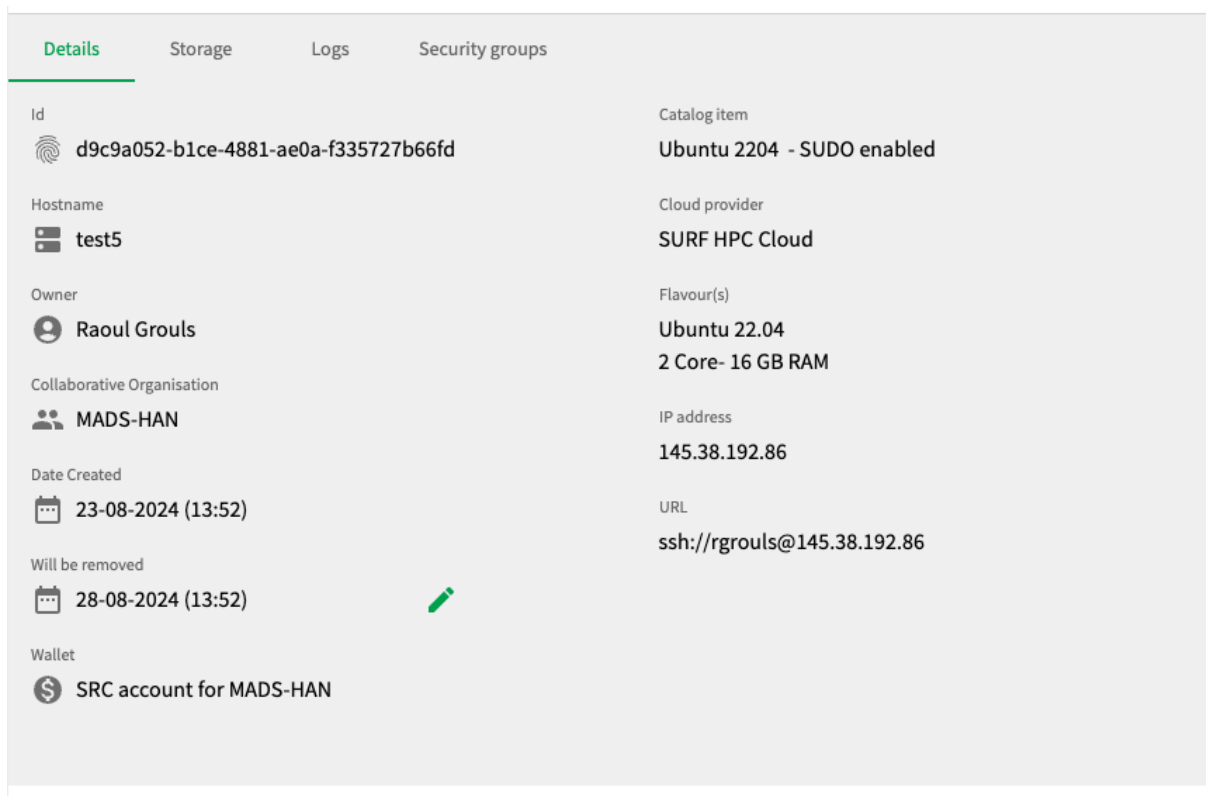 Details
Storage
Logs
Security groups
Id
d9c9a052-b1ce-4881-ae0a-f335727b66fd
Hostname
test5
Owner
Raoul Grouls
Collaborative Organisation
MADS-HAN
Date Created
23-08-2024 (13:52)
Will be removed
28-08-2024 (13:52)
Wallet
SRC account for MADS-HAN
Catalog item
Ubuntu 2204  - SUDO enabled
Cloud provider
SURF HPC Cloud
Flavour(s)
Ubuntu 22.04
2 Core- 16 GB RAM
IP address
145.38.192.86
URL
ssh://rgrouls@145.38.192.86